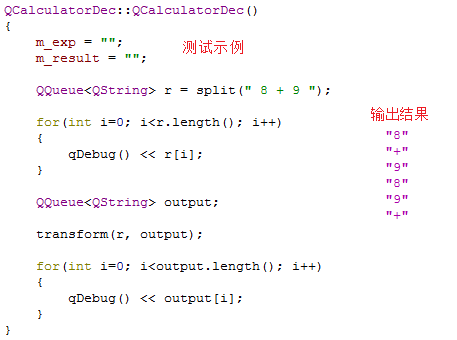 QCalculatorDec::QCalculatorDec()
{
    m_exp = "";
    m_result = "";
测试示例
    QQueue<QString> r = split(" 8 + 9 ");
    for(int i=0; i<r.length(); i++)
    {
        qDebug() << r[i];
    }
    QQueue<QString> output;
    transform(r, output);
    for(int i=0; i<output.length(); i++)
    {
        qDebug() << output[i];
    }
}
输出结果
"8"
"+"
"9"
"8"
"9"
"+"